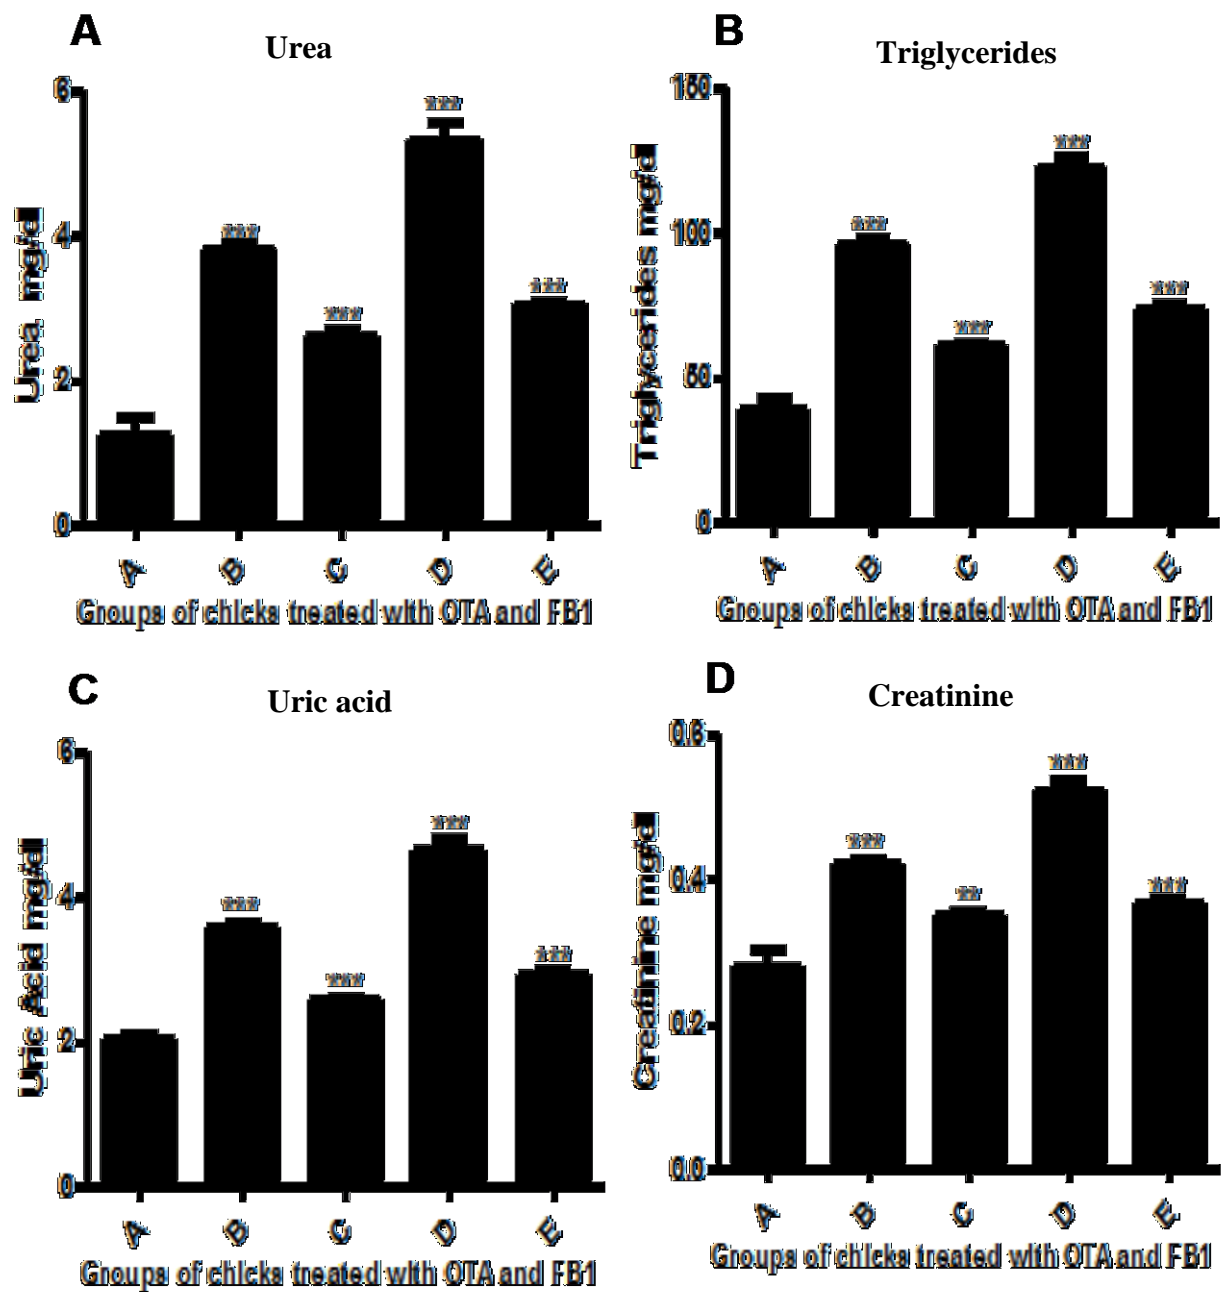 A
Urea
6
4
2
0
Urea mg/dl
***
***
***
***
A B C D E
Groups of chicks treated with OTA and FB1
B
Triglycerides
150
100
50
0
Triglycerides mg/d
***
***
***
***
A B C D E
Groups of chicks treated with OTA and FB1
C
Uric acid
6
4
2
0
Uric Acid mg/dl
***
***
***
***
A B C D E
Groups of chicks treated with OTA and FB1
D
Creatinine
0.6
0.4
0.2
0.0
Creatinine mg/dl
***
**
***
***
A B C D E
Groups of chicks treated with OTA and FB1